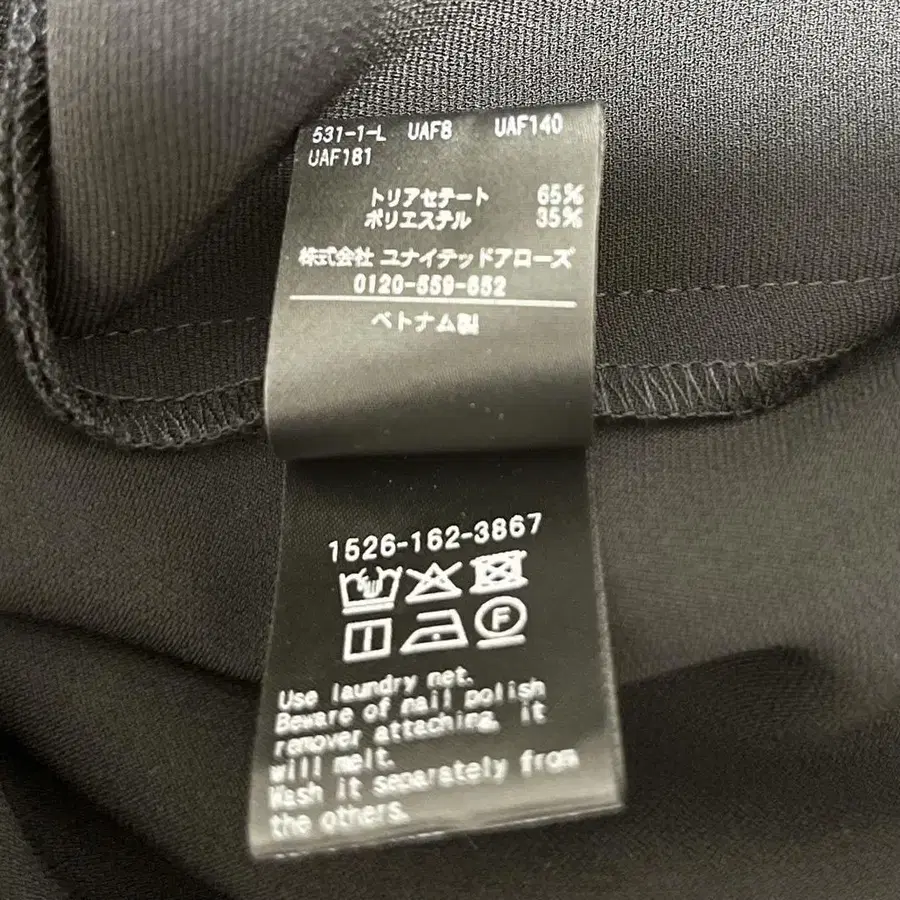 531-1-L UAF8 UAF140
UAF181
トリアセテート 65%
ポリエステル 35%
株式会社 ユナイテッドアローズ
0120-559-652
ベトナム製
1526-162-3867
F
Use laundry net.
Beware of nail polish
remover attaching, it
will melt.
Wash it separately from
the others.